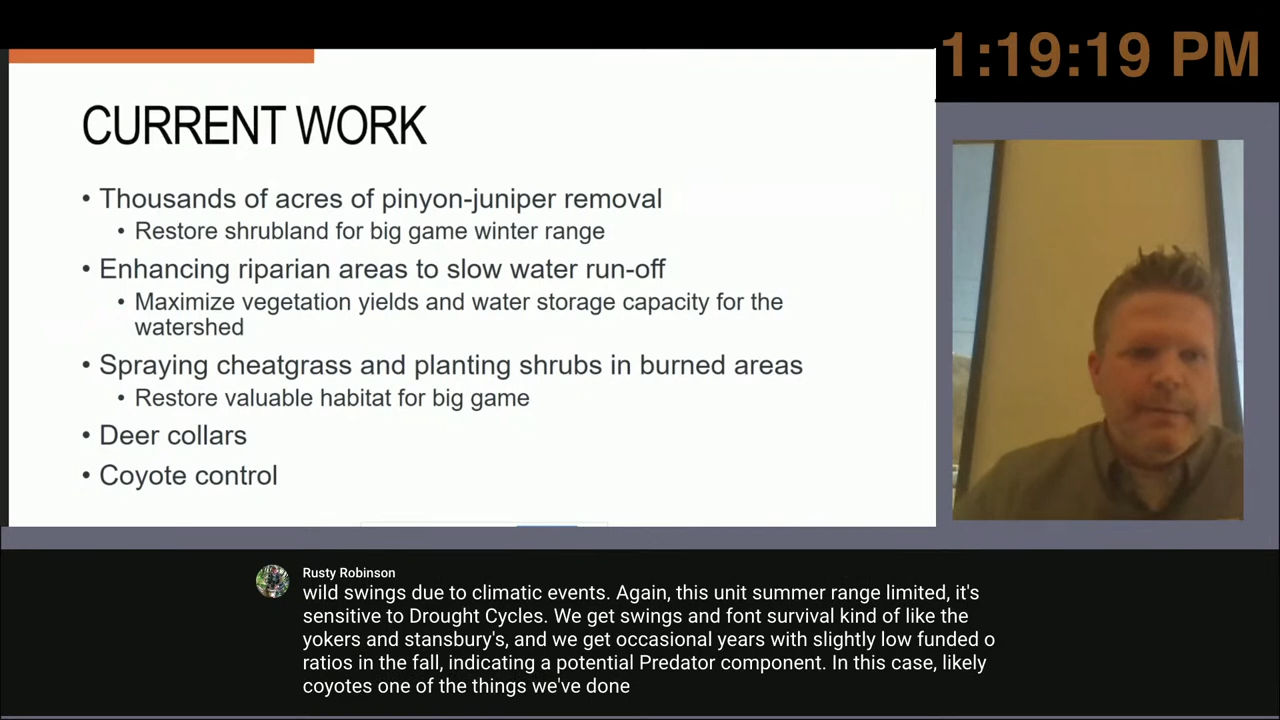 1:19:19 PM
CURRENT WORK
• Thousands of acres of pinyon-juniper removal
• Restore shrubland for big game winter range
• Enhancing riparian areas to slow water run-off
• Maximize vegetation yields and water storage capacity for the
watershed
• Spraying cheatgrass and planting shrubs in burned areas
• Restore valuable habitat for big game
• Deer collars
• Coyote control
Rusty Robinson
wild swings due to climatic events. Again, this unit summer range limited, it's
sensitive to Drought Cycles. We get swings and font survival kind of like the
yokers and stansbury's, and we get occasional years with slightly low funded o
ratios in the fall, indicating a potential Predator component. In this case, likely
coyotes one of the things we've done